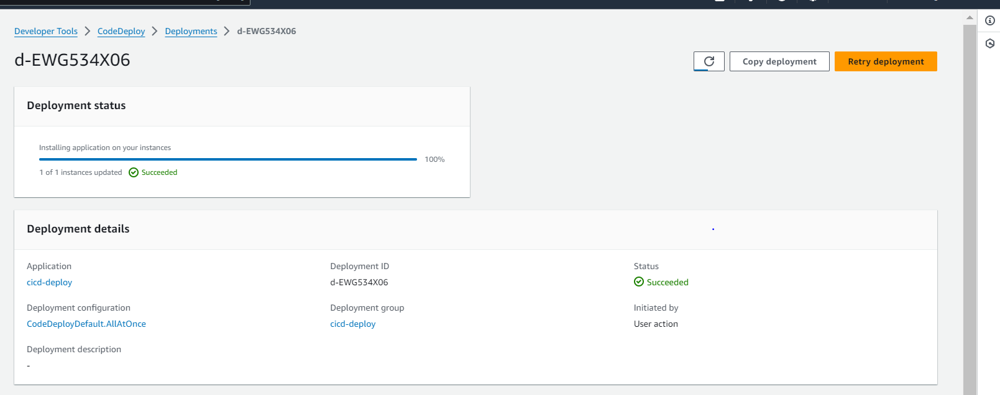 Developer Tools > CodeDeploy > Deployments > d-EWG534X06
d-EWG534X06
Copy deployment
Retry deployment
Deployment status
Installing application on your instances
100%
1 of 1 instances updated Succeeded
Deployment details
Application
cicd-deploy
Deployment ID
d-EWG534X06
Status
Succeeded
Deployment configuration
CodeDeployDefault.AllAtOnce
Deployment group
cicd-deploy
Initiated by
User action
Deployment description
-